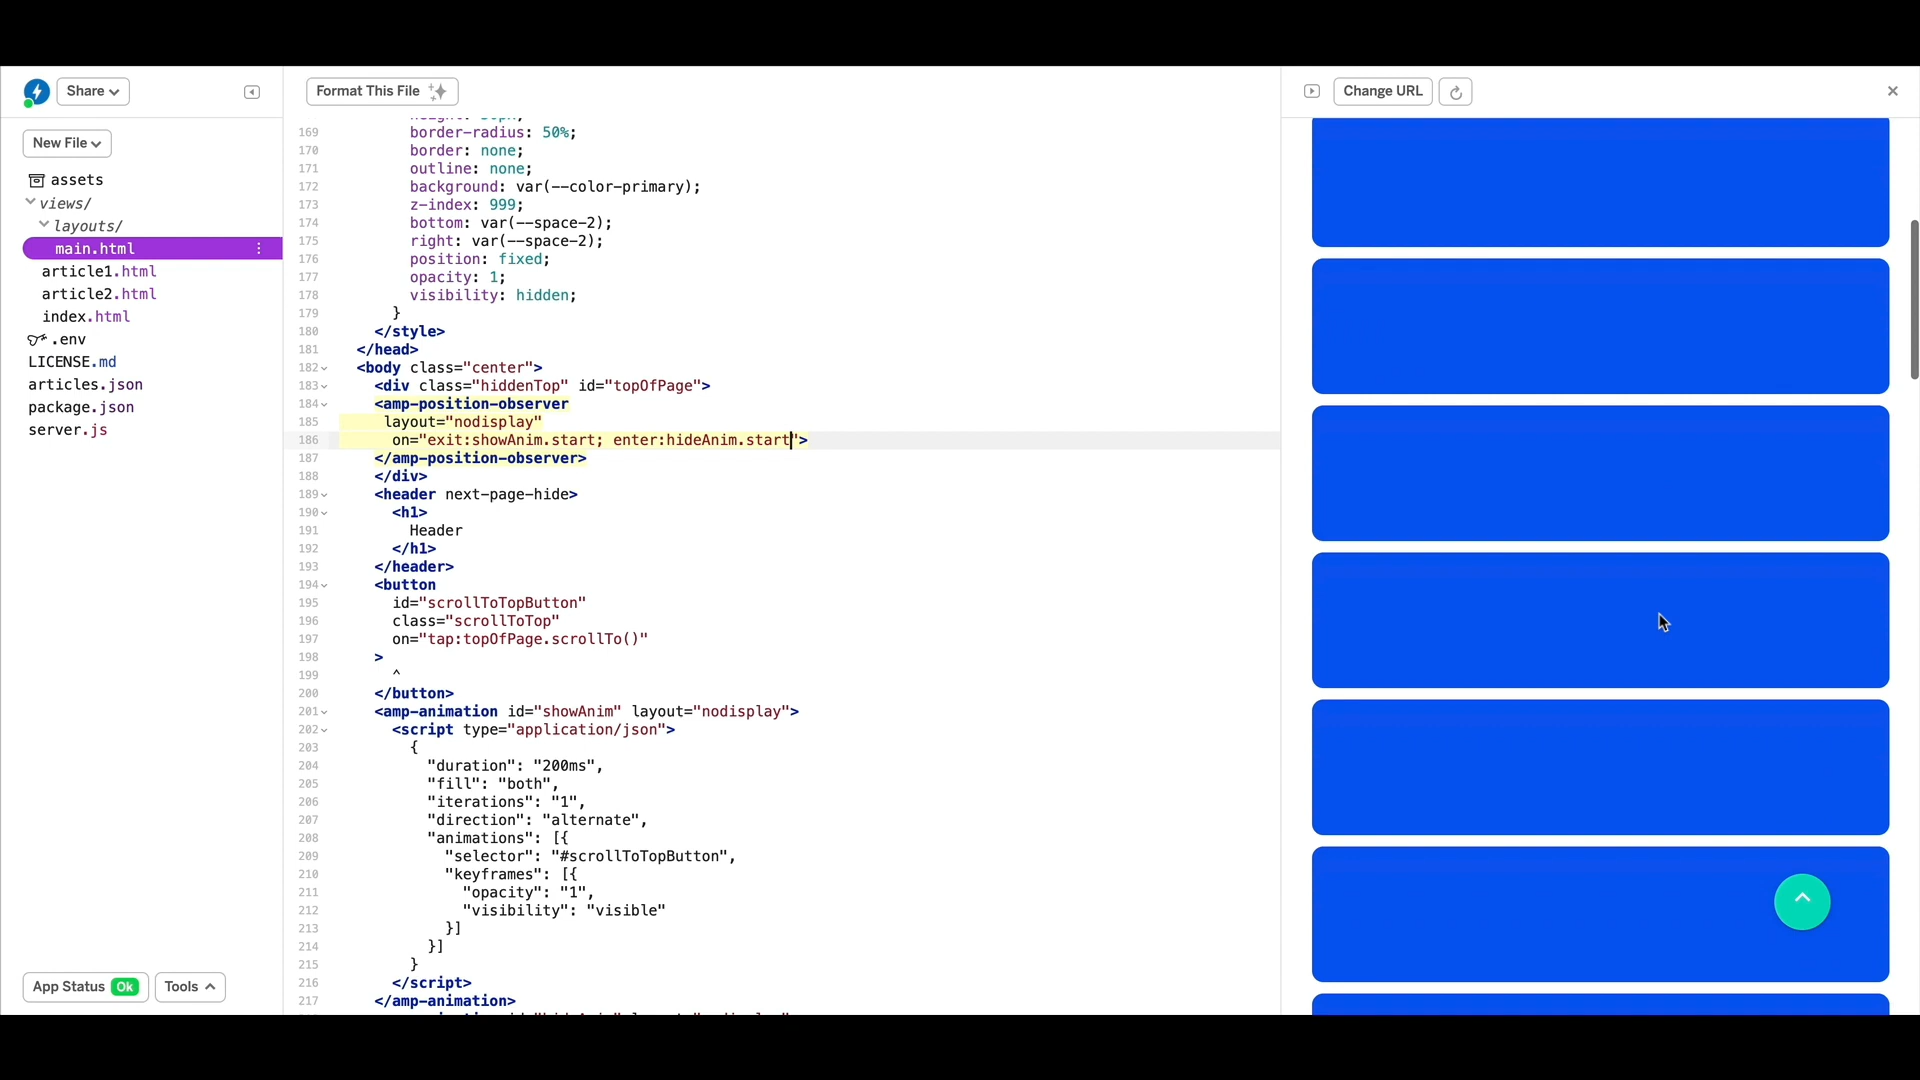 Share
New File
assets
views/
layouts/
main.html
article1.html
article2.html
index.html
.env
LICENSE.md
articles.json
package.json
server.js
App Status Ok
Tools
Format This File
169 border-radius: 50%;
170 border: none;
171 outline: none;
172 background: var(--color-primary);
173 z-index: 999;
174 bottom: var(--space-2);
175 right: var(--space-2);
176 position: fixed;
177 opacity: 1;
178 visibility: hidden;
179 }
180 </style>
181 </head>
182 <body class="center">
183 <div class="hiddenTop" id="topOfPage">
184 <amp-position-observer
185 layout="nodisplay"
186 on="exit:showAnim.start; enter:hideAnim.start">
187 </amp-position-observer>
188 </div>
189 <header next-page-hide>
190 <h1>
191 Header
192 </h1>
193 </header>
194 <button
195 id="scrollToTopButton"
196 class="scrollToTop"
197 on="tap:topOfPage.scrollTo()"
198 >
199 ^
200 </button>
201 <amp-animation id="showAnim" layout="nodisplay">
202 <script type="application/json">
203 {
204 "duration": "200ms",
205 "fill": "both",
206 "iterations": "1",
207 "direction": "alternate",
208 "animations": [{
209 "selector": "#scrollToTopButton",
210 "keyframes": [{
211 "opacity": "1",
212 "visibility": "visible"
213 }]
214 }]
215 }
216 </script>
217 </amp-animation>
Change URL